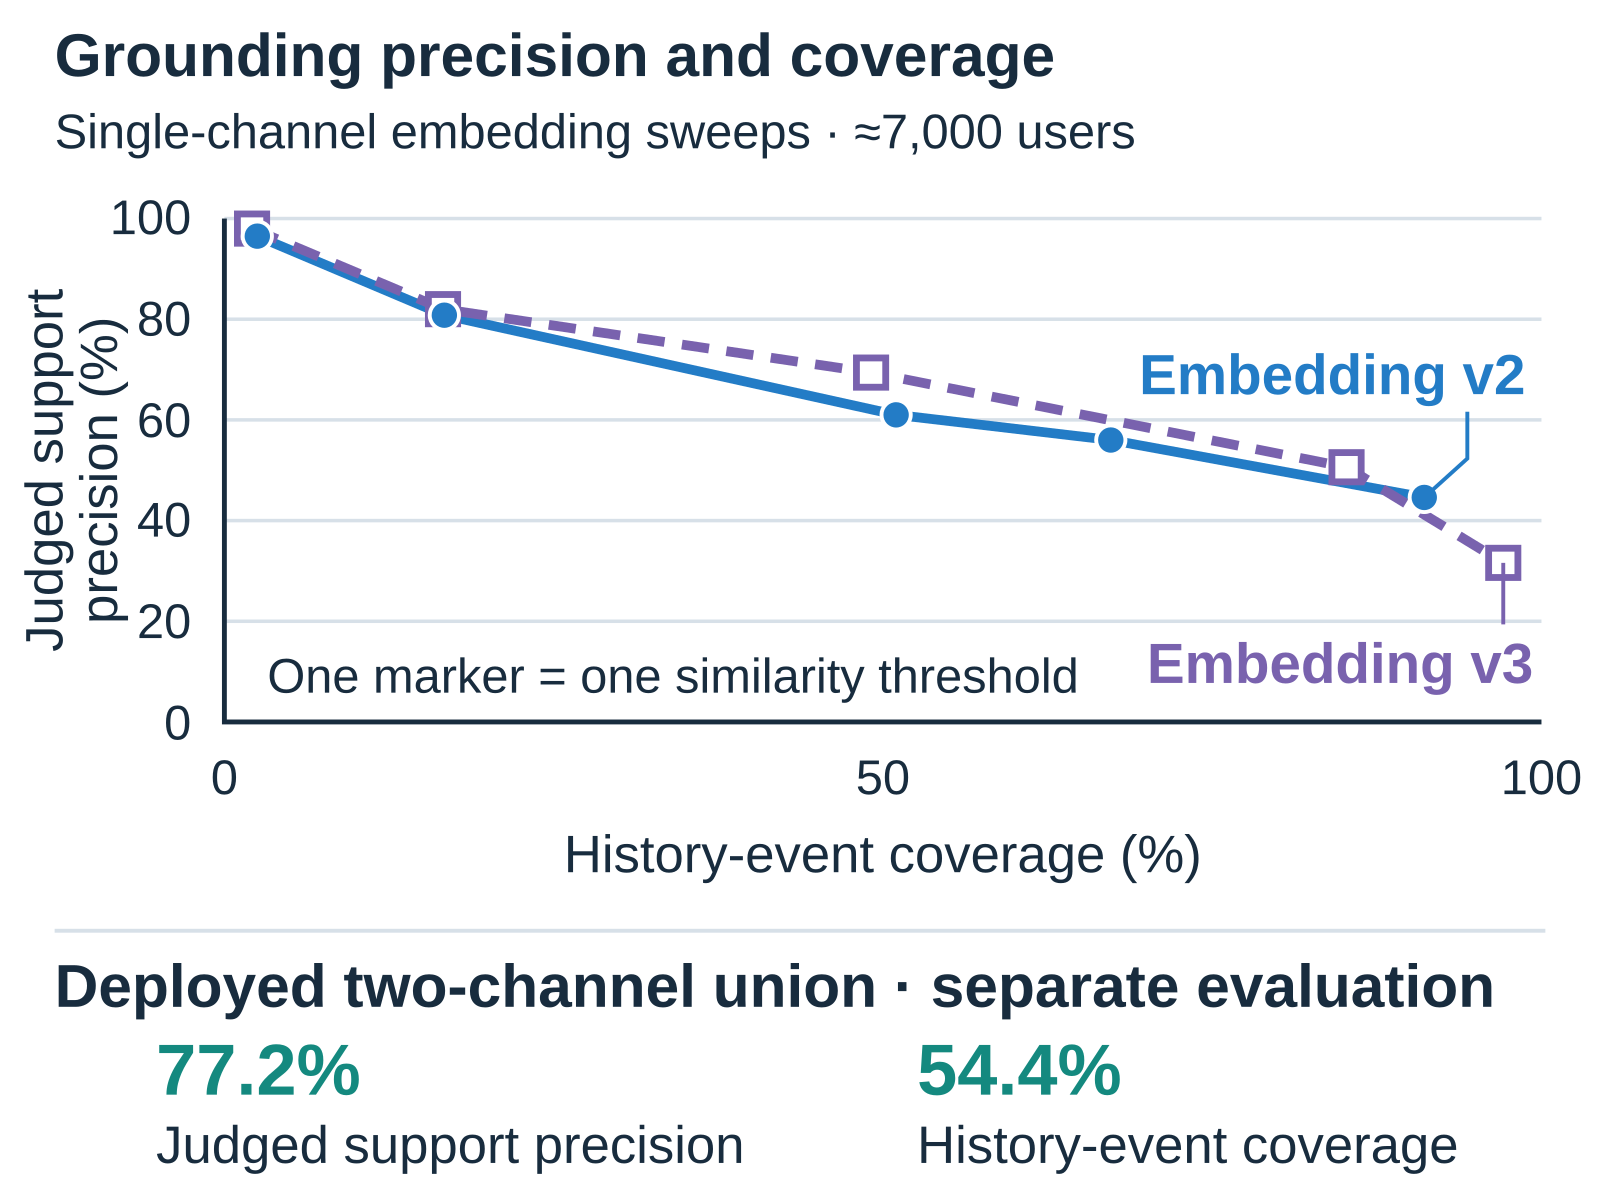 Grounding precision and coverage
Single-channel embedding sweeps · ≈7,000 users
Judged support
precision (%)
100
80
60
40
20
0
Embedding v2
Embedding v3
One marker = one similarity threshold
0
50
100
History-event coverage (%)
Deployed two-channel union · separate evaluation
77.2%
54.4%
Judged support precision
History-event coverage